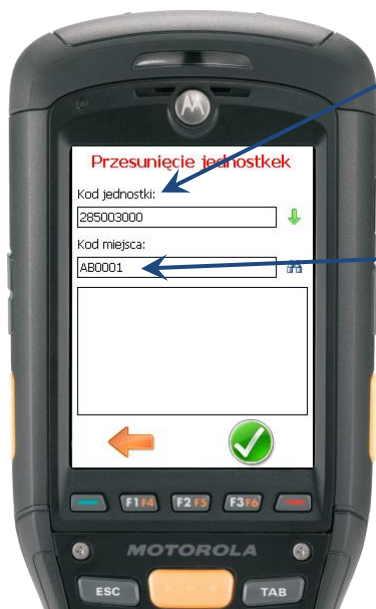 Przesunięcie jednostkek
Kod jednostki:
285003000
Kod miejsca:
AB0001
F1 F4 F2 F5 F3 F6
MOTOROLA
ESC TAB